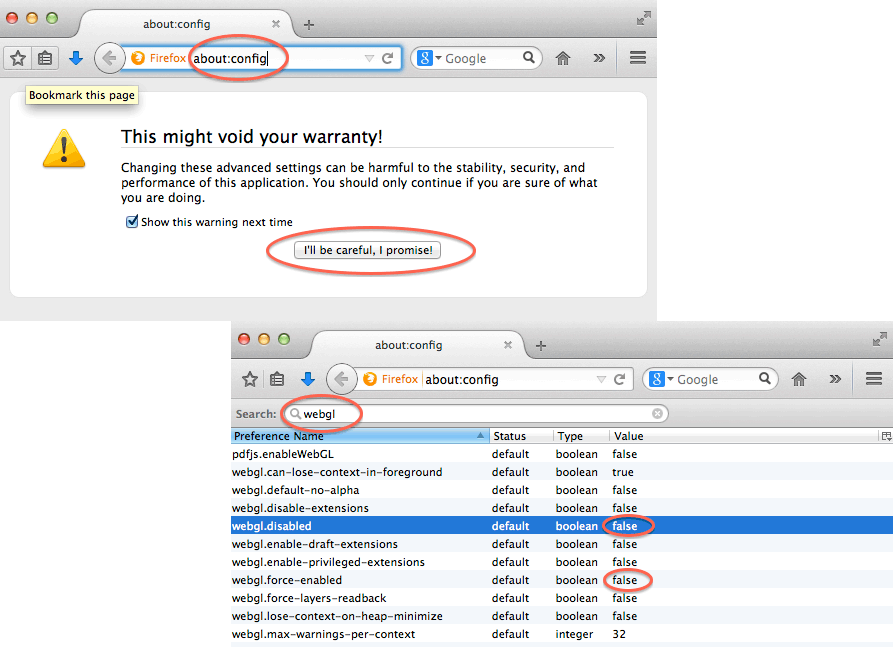 about:config
Firefox about:config Google
Bookmark this page
This might void your warranty!
Changing these advanced settings can be harmful to the stability, security, and
performance of this application. You should only continue if you are sure of what
you are doing.
Show this warning next time
I'll be careful, I promise!
about:config
Firefox about:config Google
Search: webgl
Preference Name Status Type Value
pdfjs.enableWebGL default boolean false
webgl.can-lose-context-in-foreground default boolean true
webgl.default-no-alpha default boolean false
webgl.disable-extensions default boolean false
webgl.disabled default boolean false
webgl.enable-draft-extensions default boolean false
webgl.enable-privileged-extensions default boolean false
webgl.force-enabled default boolean false
webgl.force-layers-readback default boolean false
webgl.lose-context-on-heap-minimize default boolean false
webgl.max-warnings-per-context default integer 32